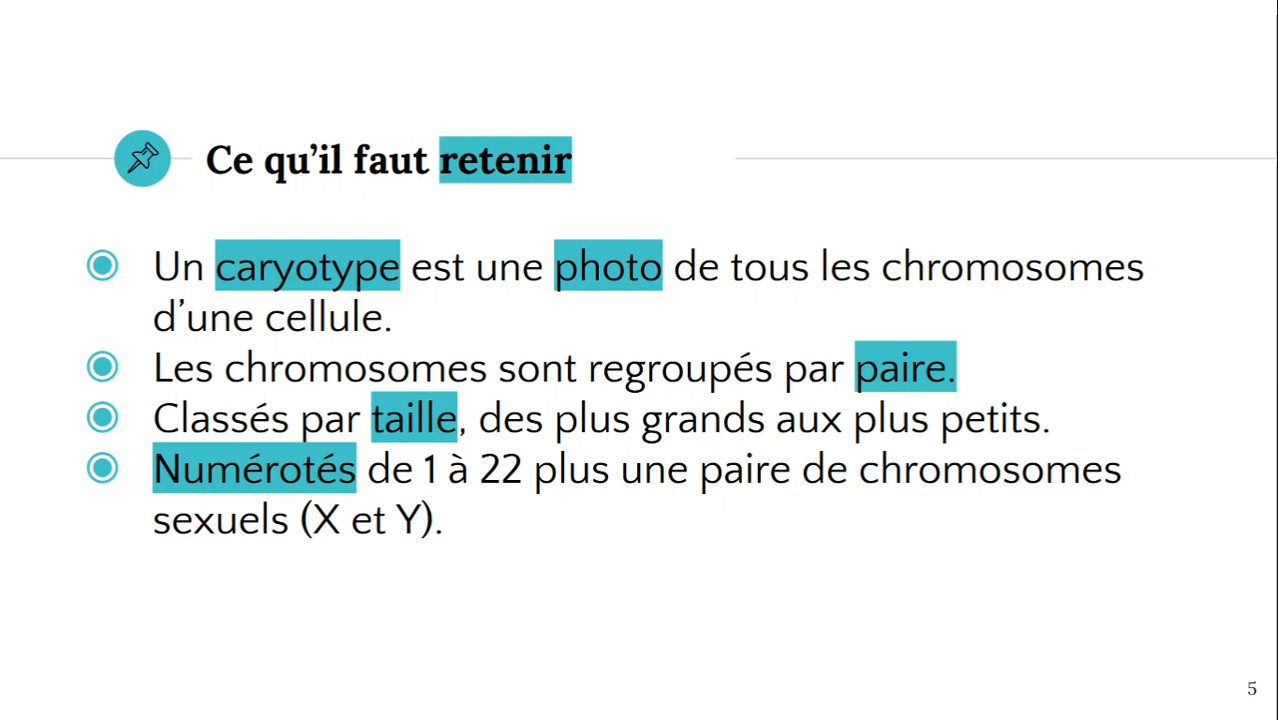 Ce qu’il faut retenir
Un caryotype est une photo de tous les chromosomes
d’une cellule.
Les chromosomes sont regroupés par paire.
Classés par taille, des plus grands aux plus petits.
Numérotés de 1 à 22 plus une paire de chromosomes
sexuels (X et Y).
5